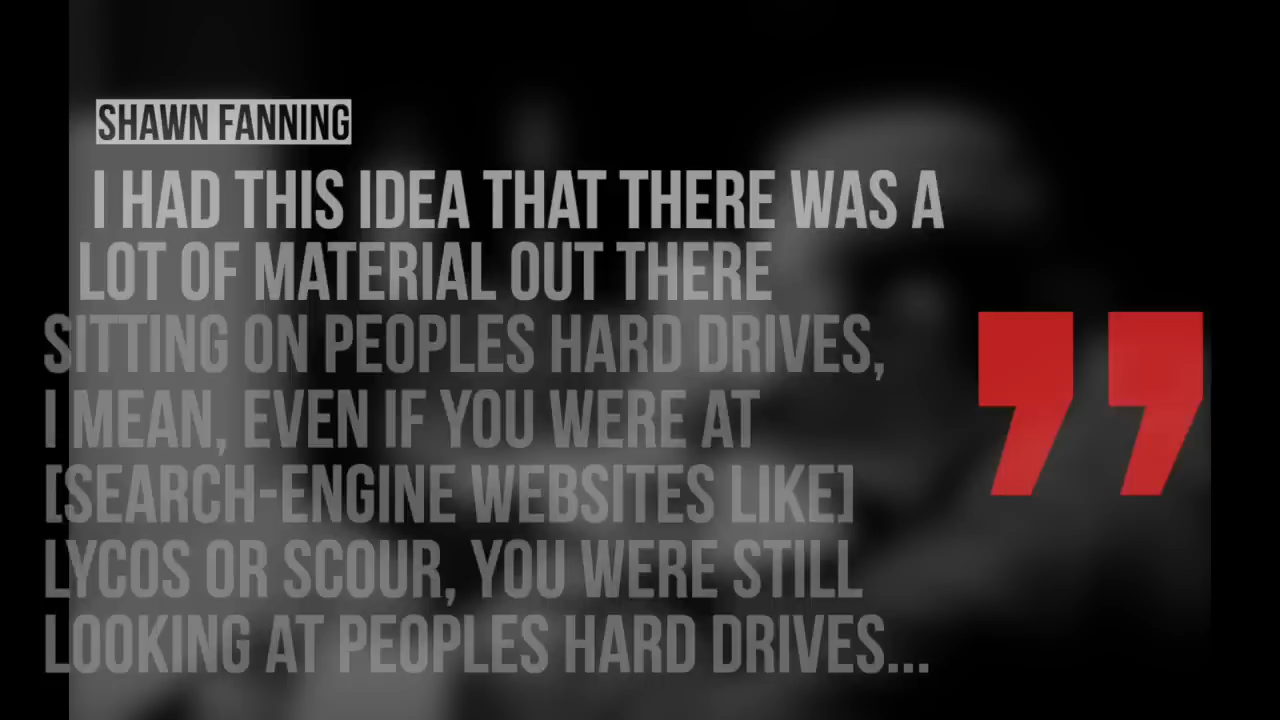 SHAWN FANNING
I HAD THIS IDEA THAT THERE WAS A
LOT OF MATERIAL OUT THERE
SITTING ON PEOPLES HARD DRIVES,
I MEAN, EVEN IF YOU WERE AT
[SEARCH-ENGINE WEBSITES LIKE]
LYCOS OR SCOUR, YOU WERE STILL
LOOKING AT PEOPLES HARD DRIVES...
”